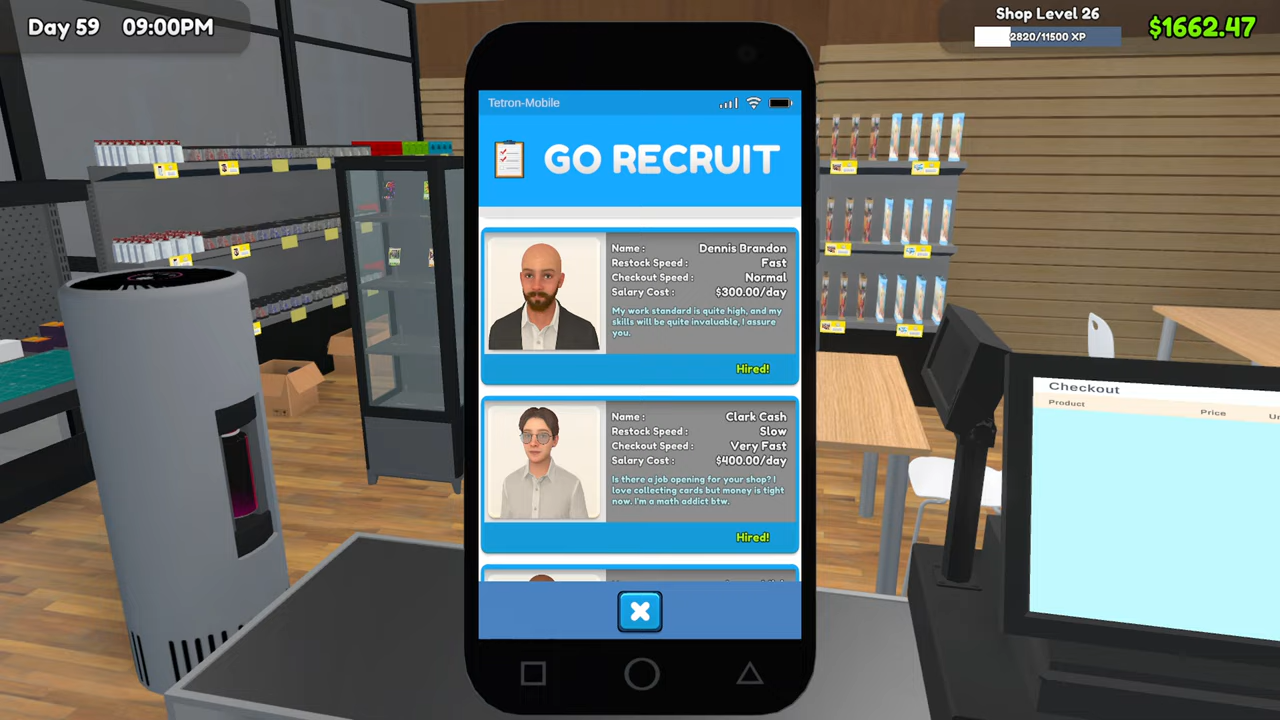 Day 59 09:00PM
Shop Level 26
2820/11500 XP
$1662.47
Tetron-Mobile
GO RECRUIT
Name : Dennis Brandon
Restock Speed : Fast
Checkout Speed : Normal
Salary Cost : $300.00/day
My work standard is quite high, and my
skills will be quite invaluable, I assure
you.
Hired!
Name : Clark Cash
Restock Speed : Slow
Checkout Speed : Very Fast
Salary Cost : $400.00/day
Is there a job opening for your shop? I
love collecting cards but money is tight
now. I'm a math addict btw.
Hired!
Checkout
Product Price Un